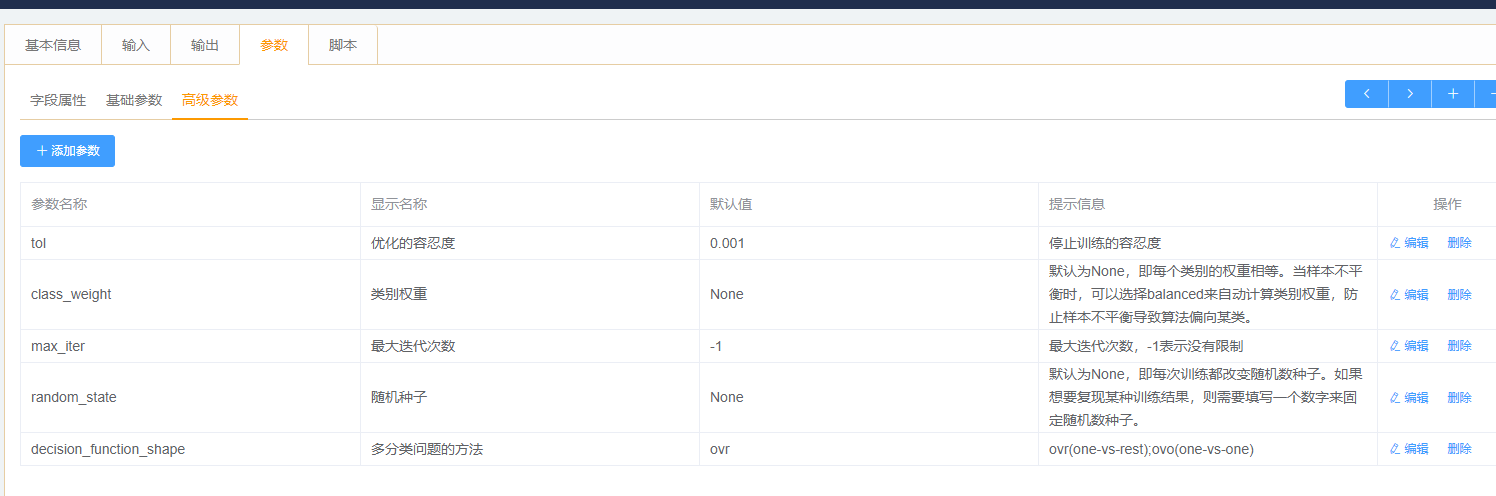 基本信息 输入 输出 参数 脚本
字段属性 基础参数 高级参数
添加参数
参数名称 显示名称 默认值 提示信息 操作
tol 优化的容忍度 0.001 停止训练的容忍度 编辑 删除
class_weight 类别权重 None 默认为None，即每个类别的权重相等。当样本不平
衡时，可以选择balanced来自动计算类别权重，防
止样本不平衡导致算法偏向某类。
编辑 删除
max_iter 最大迭代次数 -1 最大迭代次数，-1表示没有限制 编辑 删除
random_state 随机种子 None 默认为None，即每次训练都改变随机数种子。如果
想要复现某种训练结果，则需要填写一个数字来固
定随机数种子。
编辑 删除
decision_function_shape 多分类问题的方法 ovr ovr(one-vs-rest);ovo(one-vs-one) 编辑 删除